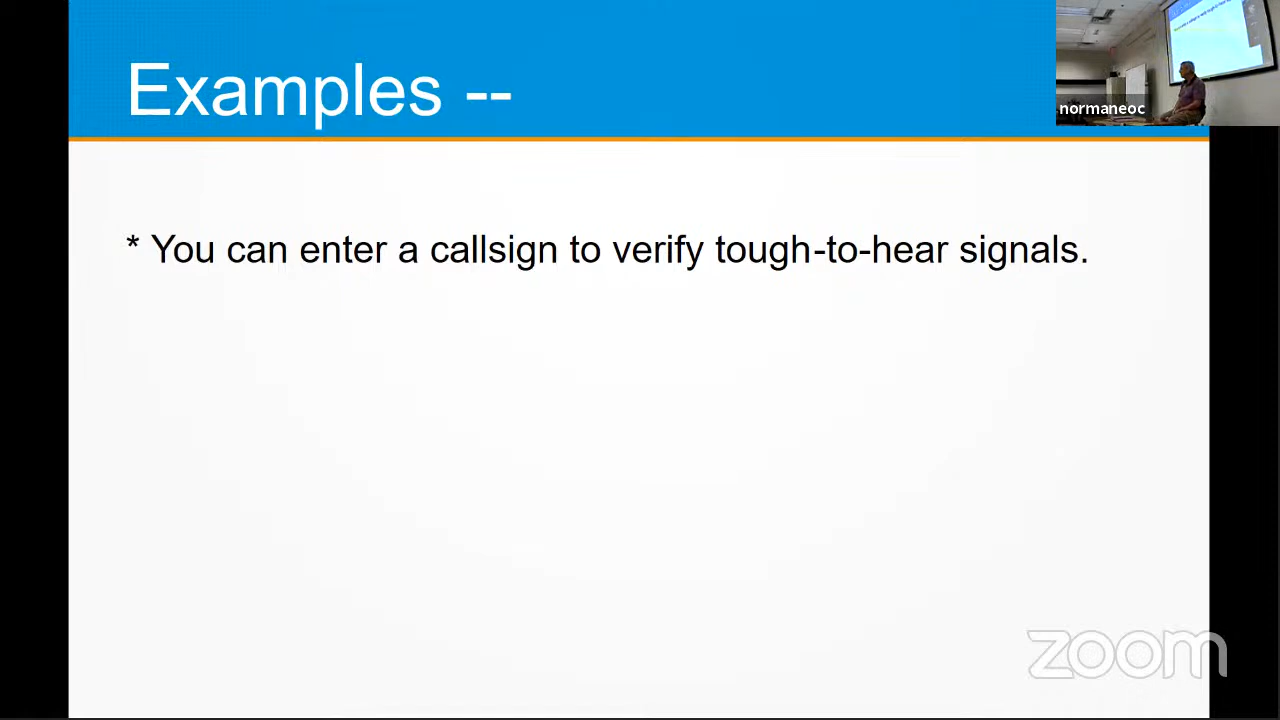 Examples --
normaneoc
* You can enter a callsign to verify tough-to-hear signals.
zoom